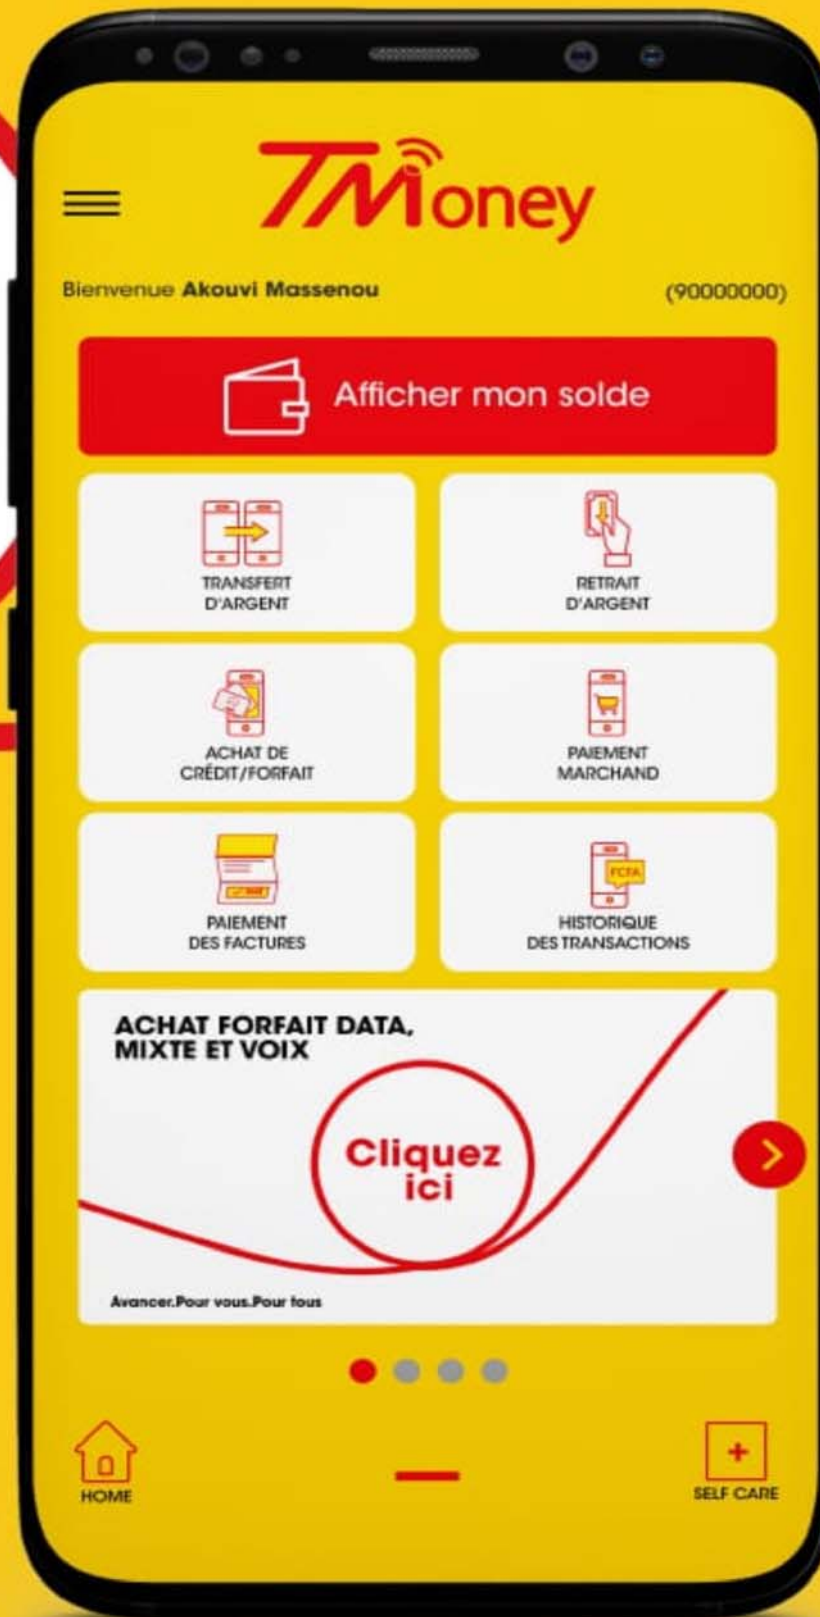 TMoney
Bienvenue Akouvi Massenou
(90000000)
Afficher mon solde
TRANSFERT
D'ARGENT
RETRAIT
D'ARGENT
ACHAT DE
CRÉDIT/FORFAIT
PAIEMENT
MARCHAND
PAIEMENT
DES FACTURES
FCFA
HISTORIQUE
DES TRANSACTIONS
ACHAT FORFAIT DATA,
MIXTE ET VOIX
Cliquez
ici
Avancer.Pour vous.Pour tous
HOME
SELF CARE